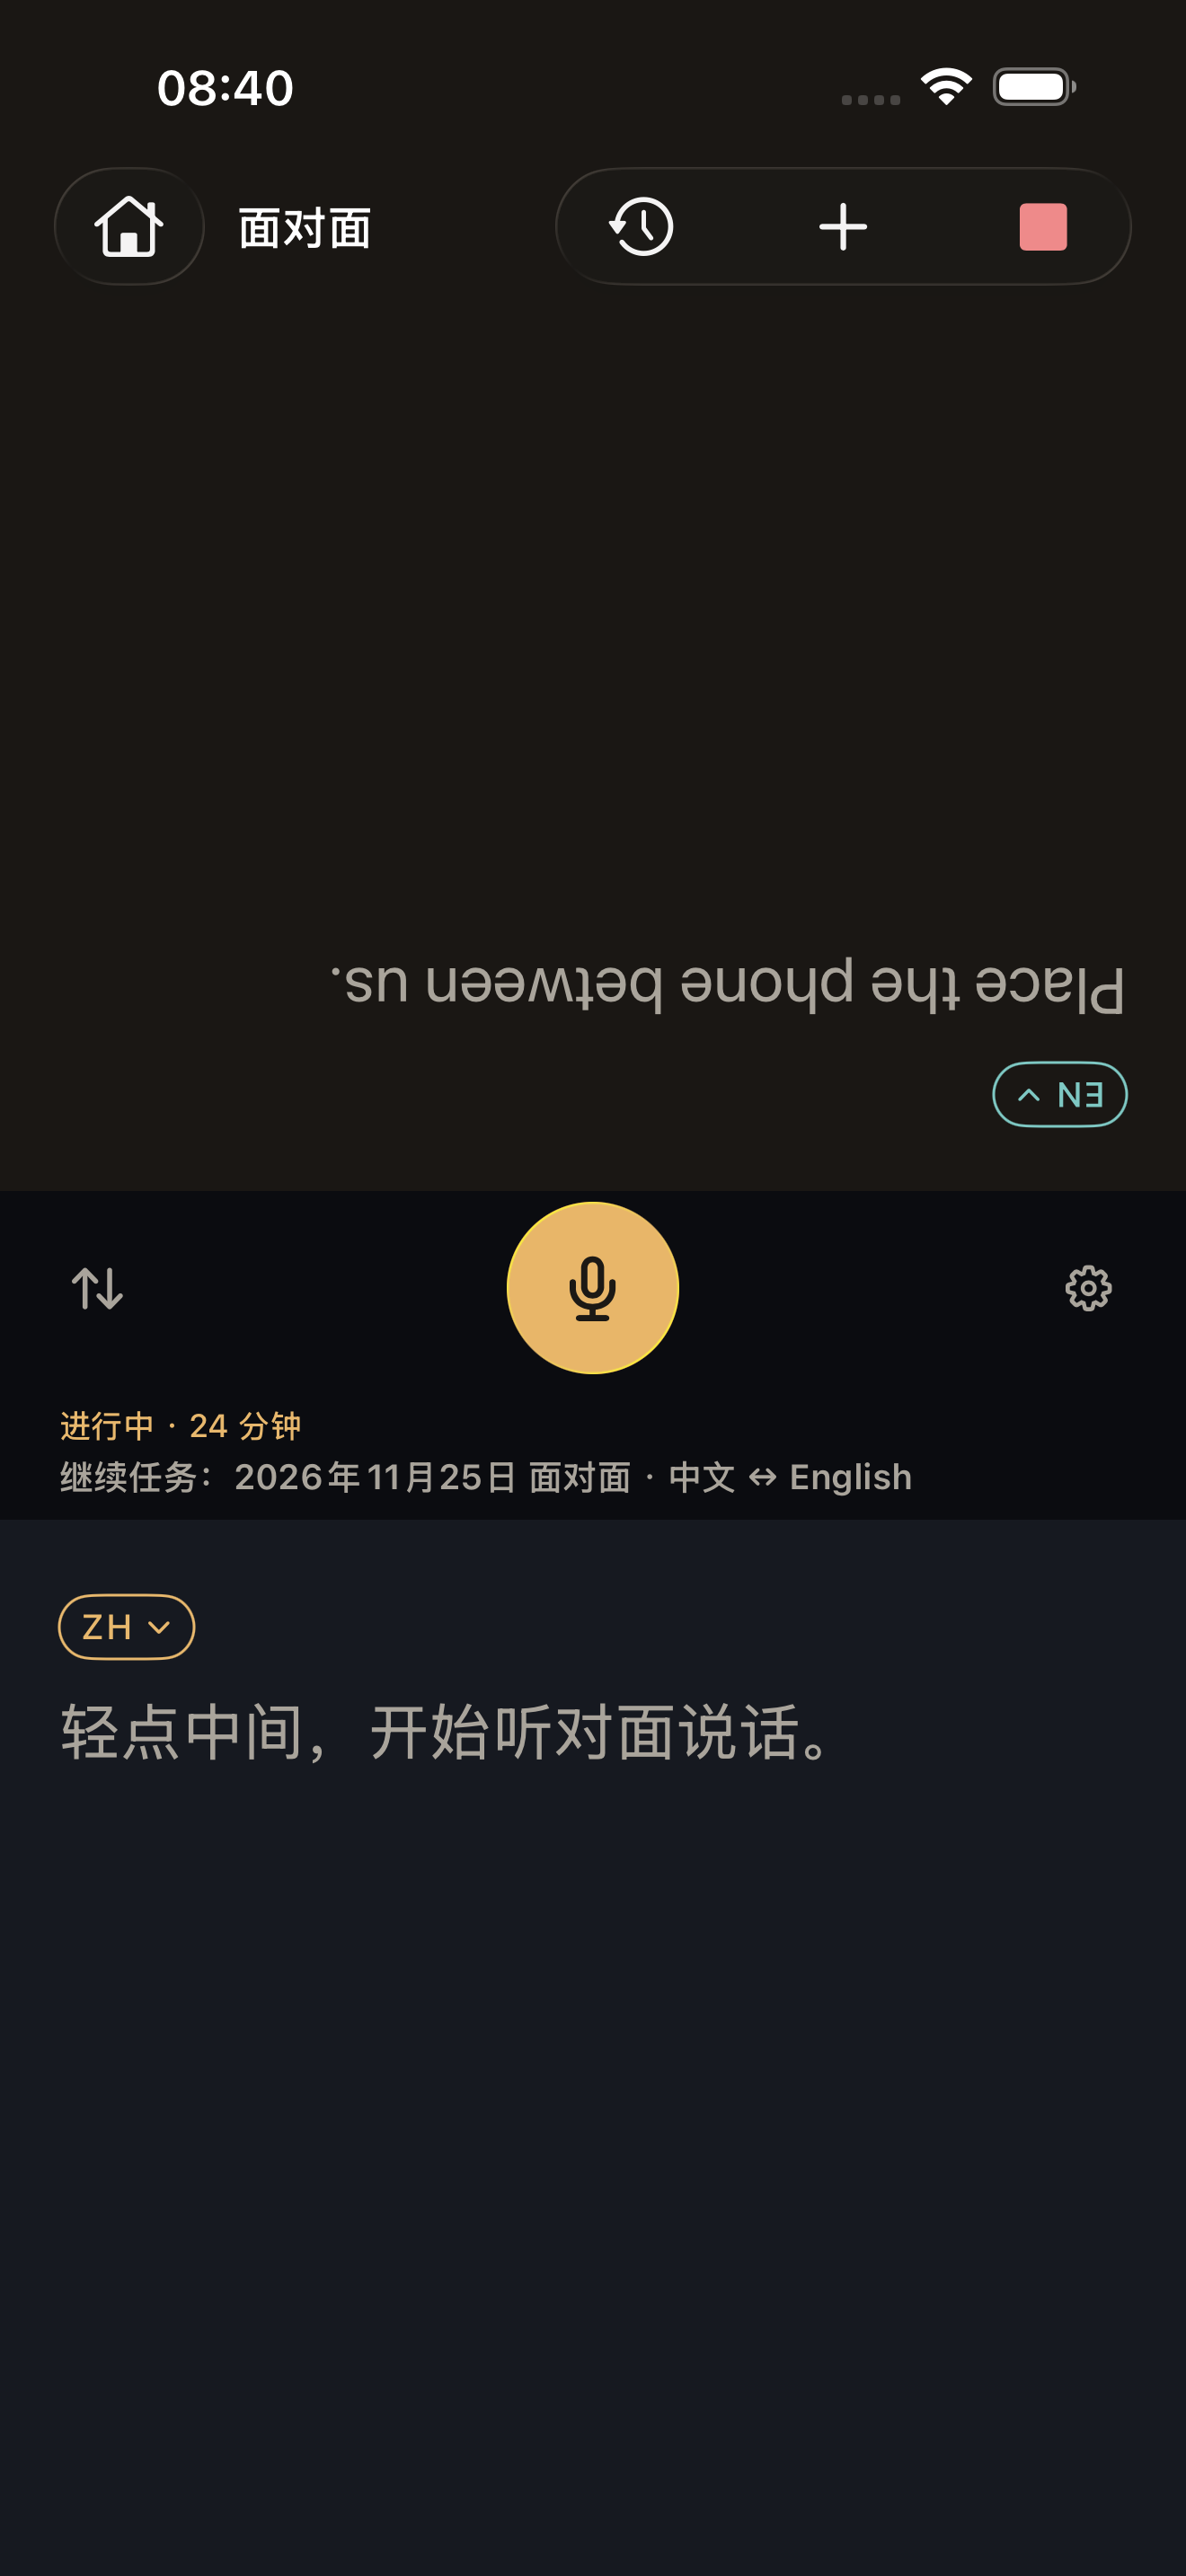 08:40
面对面
Place the phone between us.
EN
进行中 · 24 分钟
继续任务：2026年11月25日 面对面 · 中文 ↔ English
ZH
轻点中间，开始听对面说话。